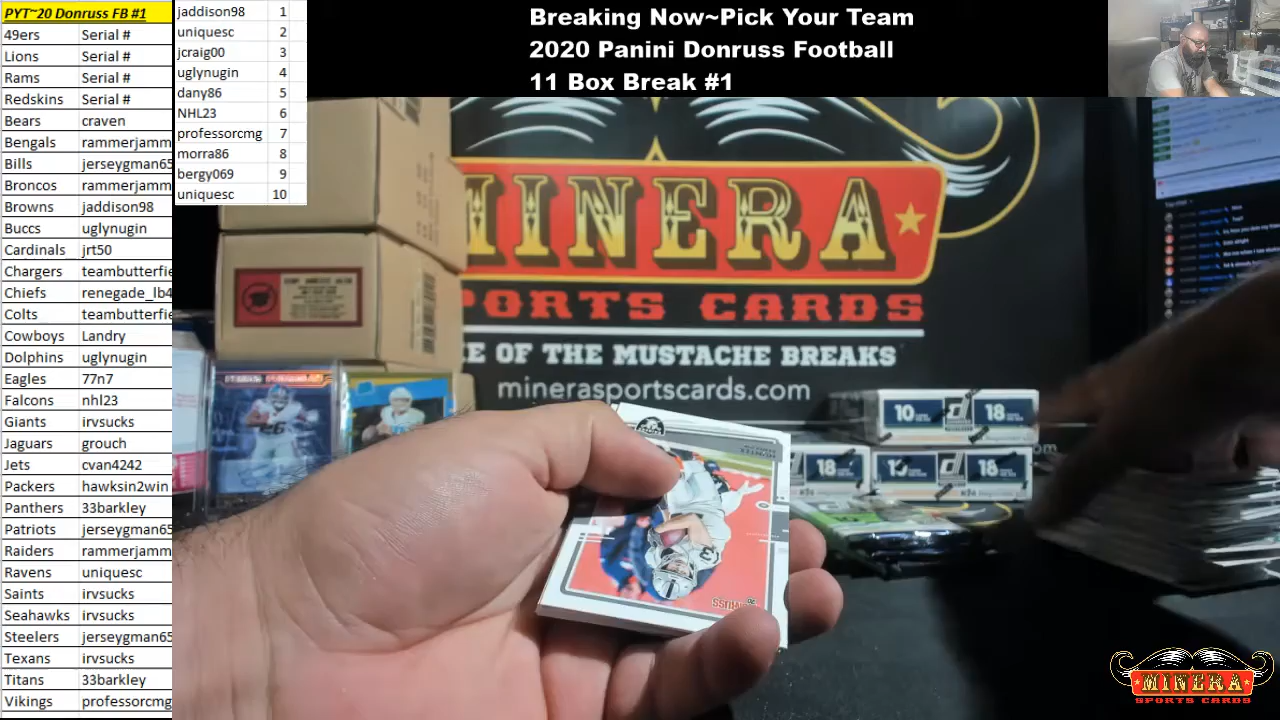 PYT~20 Donruss FB #1
49ers Serial #
Lions Serial #
Rams Serial #
Redskins Serial #
Bears craven
Bengals rammerjamm
Bills jerseygman65
Broncos rammerjamm
Browns jaddison98
Buccs uglynugin
Cardinals jrt50
Chargers teambutterfie
Chiefs renegade_lb4
Colts teambutterfie
Cowboys Landry
Dolphins uglynugin
Eagles 77n7
Falcons nhl23
Giants irvsucks
Jaguars grouch
Jets cvan4242
Packers hawksin2win
Panthers 33barkley
Patriots jerseygman65
Raiders rammerjamm
Ravens uniquesc
Saints irvsucks
Seahawks irvsucks
Steelers jerseygman65
Texans irvsucks
Titans 33barkley
Vikings professorcmg
jaddison98 1
uniquesc 2
jcraig00 3
uglynugin 4
dany86 5
NHL23 6
professorcmg 7
morra86 8
bergy069 9
uniquesc 10
Breaking Now~Pick Your Team
2020 Panini Donruss Football
11 Box Break #1
MINERA
PORTS CARDS
E OF THE MUSTACHE BREAKS
minerasportscards.com
10 18
18 18
MINERA
SPORTS CARDS